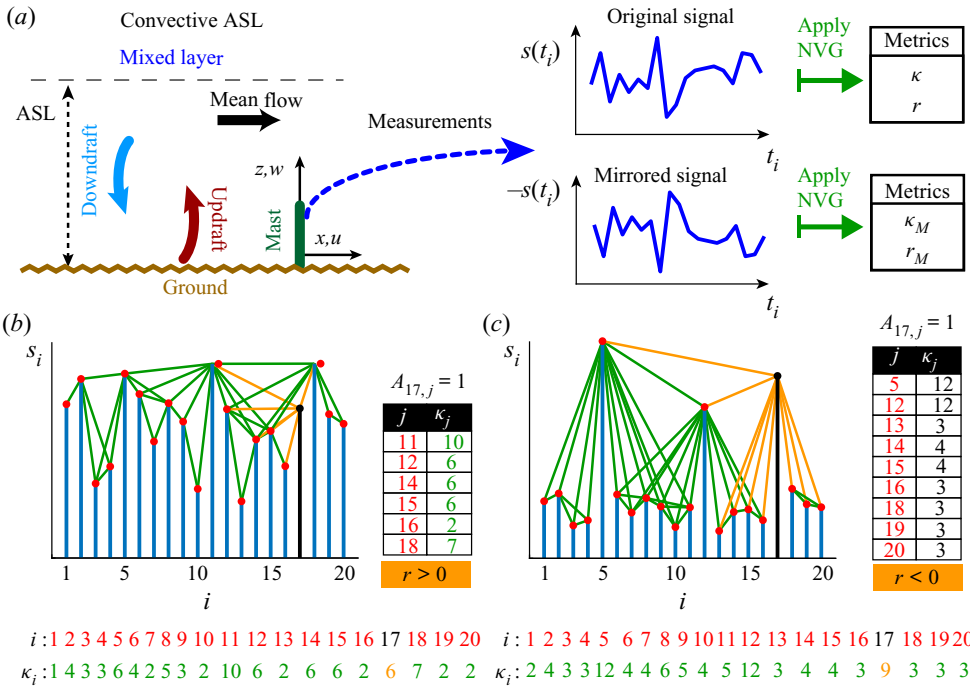 (a)
Convective ASL
Mixed layer
ASL
Mean flow
Downdraft
Updraft
z,w
Mast
x,u
Ground
Measurements
Original signal
s(t_i)
t_i
Apply
NVG
Metrics
κ
r
Mirrored signal
−s(t_i)
t_i
Apply
NVG
Metrics
κ_M
r_M
(b)
s_i
1 5 10 15 20
i
A_{17,j} = 1
j κ_j
11 10
12 6
14 6
15 6
16 2
18 7
r > 0
i : 1 2 3 4 5 6 7 8 9 10 11 12 13 14 15 16 17 18 19 20
κ_i : 1 4 3 3 6 4 2 5 3 2 10 6 2 6 6 2 6 7 2 2
(c)
s_i
1 5 10 15 20
i
A_{17,j} = 1
j κ_j
5 12
12 12
13 3
14 4
15 4
16 3
18 3
19 3
20 3
r < 0
i : 1 2 3 4 5 6 7 8 9 10 11 12 13 14 15 16 17 18 19 20
κ_i : 2 4 3 3 12 4 4 6 5 4 5 12 3 4 4 3 9 3 3 3